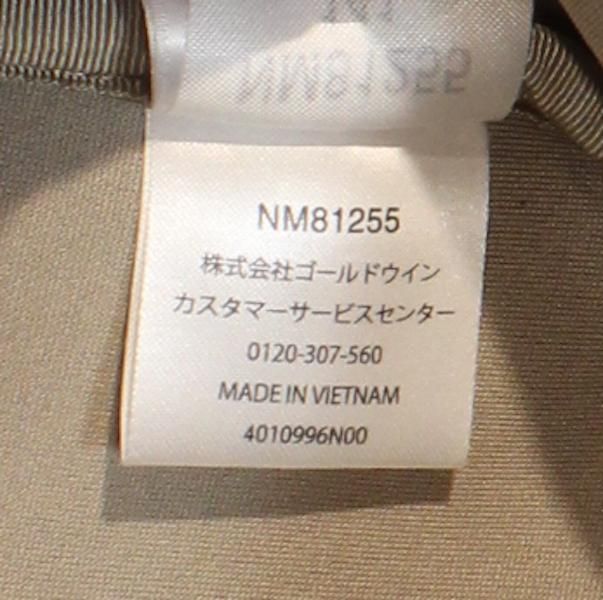 NM81255
NM81255
株式会社ゴールドウイン
カスタマーサービスセンター
0120-307-560
MADE IN VIETNAM
4010996N00